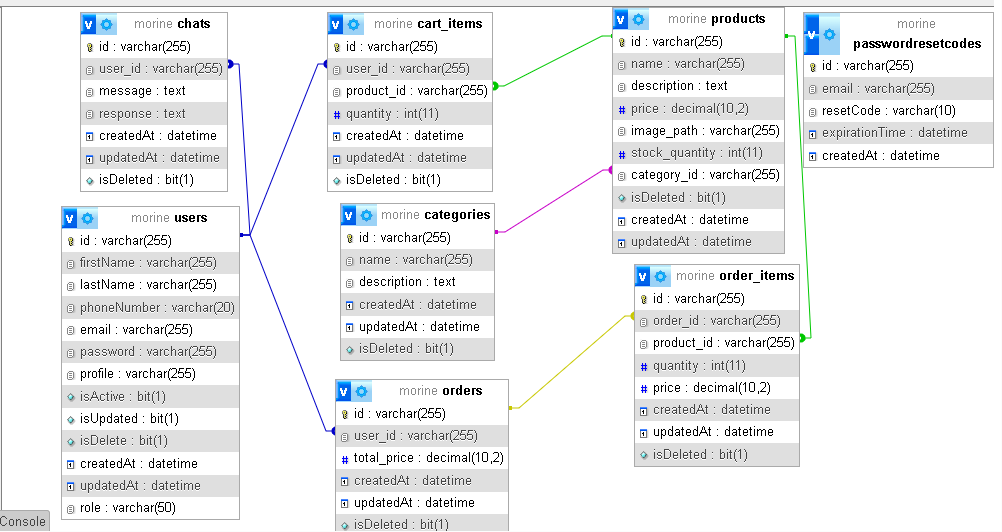 v morine chats
id : varchar(255)
user_id : varchar(255)
message : text
response : text
createdAt : datetime
updatedAt : datetime
isDeleted : bit(1)
v morine cart_items
id : varchar(255)
user_id : varchar(255)
product_id : varchar(255)
# quantity : int(11)
createdAt : datetime
updatedAt : datetime
isDeleted : bit(1)
v morine products
id : varchar(255)
name : varchar(255)
description : text
# price : decimal(10,2)
image_path : varchar(255)
# stock_quantity : int(11)
category_id : varchar(255)
isDeleted : bit(1)
createdAt : datetime
updatedAt : datetime
v morine
passwordresetcodes
id : varchar(255)
email : varchar(255)
resetCode : varchar(10)
expirationTime : datetime
createdAt : datetime
v morine users
id : varchar(255)
firstName : varchar(255)
lastName : varchar(255)
phoneNumber : varchar(20)
email : varchar(255)
password : varchar(255)
profile : varchar(255)
isActive : bit(1)
isUpdated : bit(1)
isDelete : bit(1)
createdAt : datetime
updatedAt : datetime
role : varchar(50)
v morine categories
id : varchar(255)
name : varchar(255)
description : text
createdAt : datetime
updatedAt : datetime
isDeleted : bit(1)
v morine order_items
id : varchar(255)
order_id : varchar(255)
product_id : varchar(255)
# quantity : int(11)
# price : decimal(10,2)
createdAt : datetime
updatedAt : datetime
isDeleted : bit(1)
v morine orders
id : varchar(255)
user_id : varchar(255)
# total_price : decimal(10,2)
createdAt : datetime
updatedAt : datetime
isDeleted : bit(1)
Console